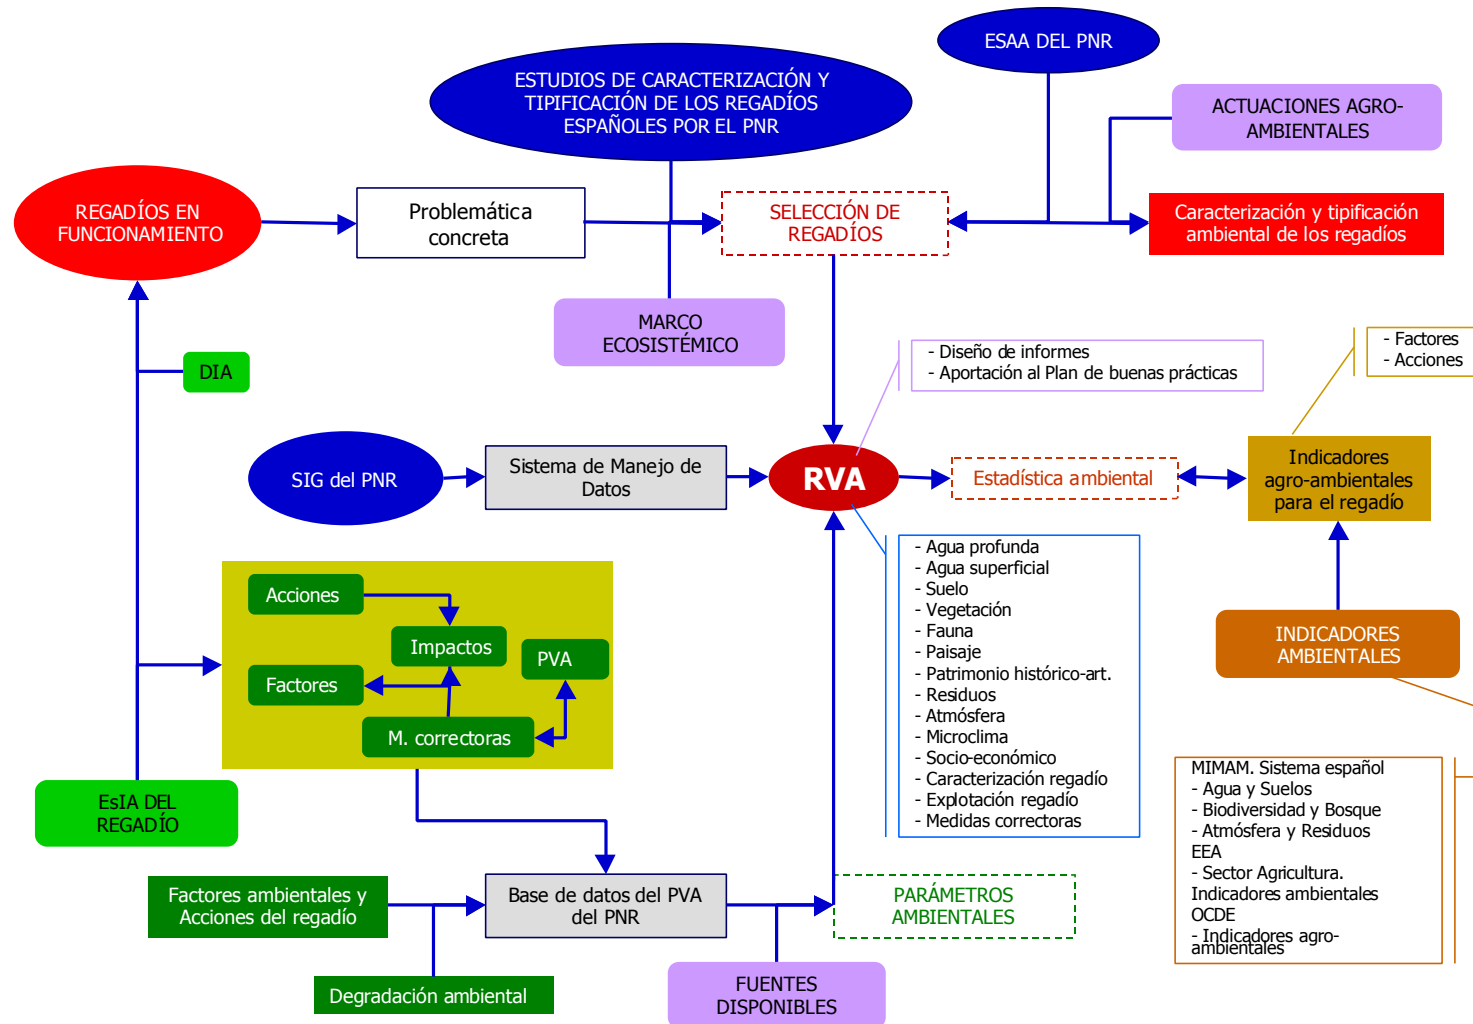 ESAA DEL PNR
ESTUDIOS DE CARACTERIZACIÓN Y
TIPIFICACIÓN DE LOS REGADÍOS
ESPAÑOLES POR EL PNR
ACTUACIONES AGRO-
AMBIENTALES
REGADÍOS EN
FUNCIONAMIENTO
Problemática
concreta
SELECCIÓN DE
REGADÍOS
Caracterización y tipificación
ambiental de los regadíos
MARCO
ECOSISTÉMICO
DIA
- Diseño de informes
- Aportación al Plan de buenas prácticas
- Factores
- Acciones
SIG del PNR
Sistema de Manejo de
Datos
RVA
Estadística ambiental
Indicadores
agro-ambientales
para el regadío
- Agua profunda
- Agua superficial
- Suelo
- Vegetación
- Fauna
- Paisaje
- Patrimonio histórico-art.
- Residuos
- Atmósfera
- Microclima
- Socio-económico
- Caracterización regadío
- Explotación regadío
- Medidas correctoras
Acciones
Impactos
PVA
Factores
M. correctoras
INDICADORES
AMBIENTALES
EsIA DEL
REGADÍO
MIMAM. Sistema español
- Agua y Suelos
- Biodiversidad y Bosque
- Atmósfera y Residuos
EEA
- Sector Agricultura.
Indicadores ambientales
OCDE
- Indicadores agro-
ambientales
Factores ambientales y
Acciones del regadío
Base de datos del PVA
del PNR
PARÁMETROS
AMBIENTALES
Degradación ambiental
FUENTES
DISPONIBLES